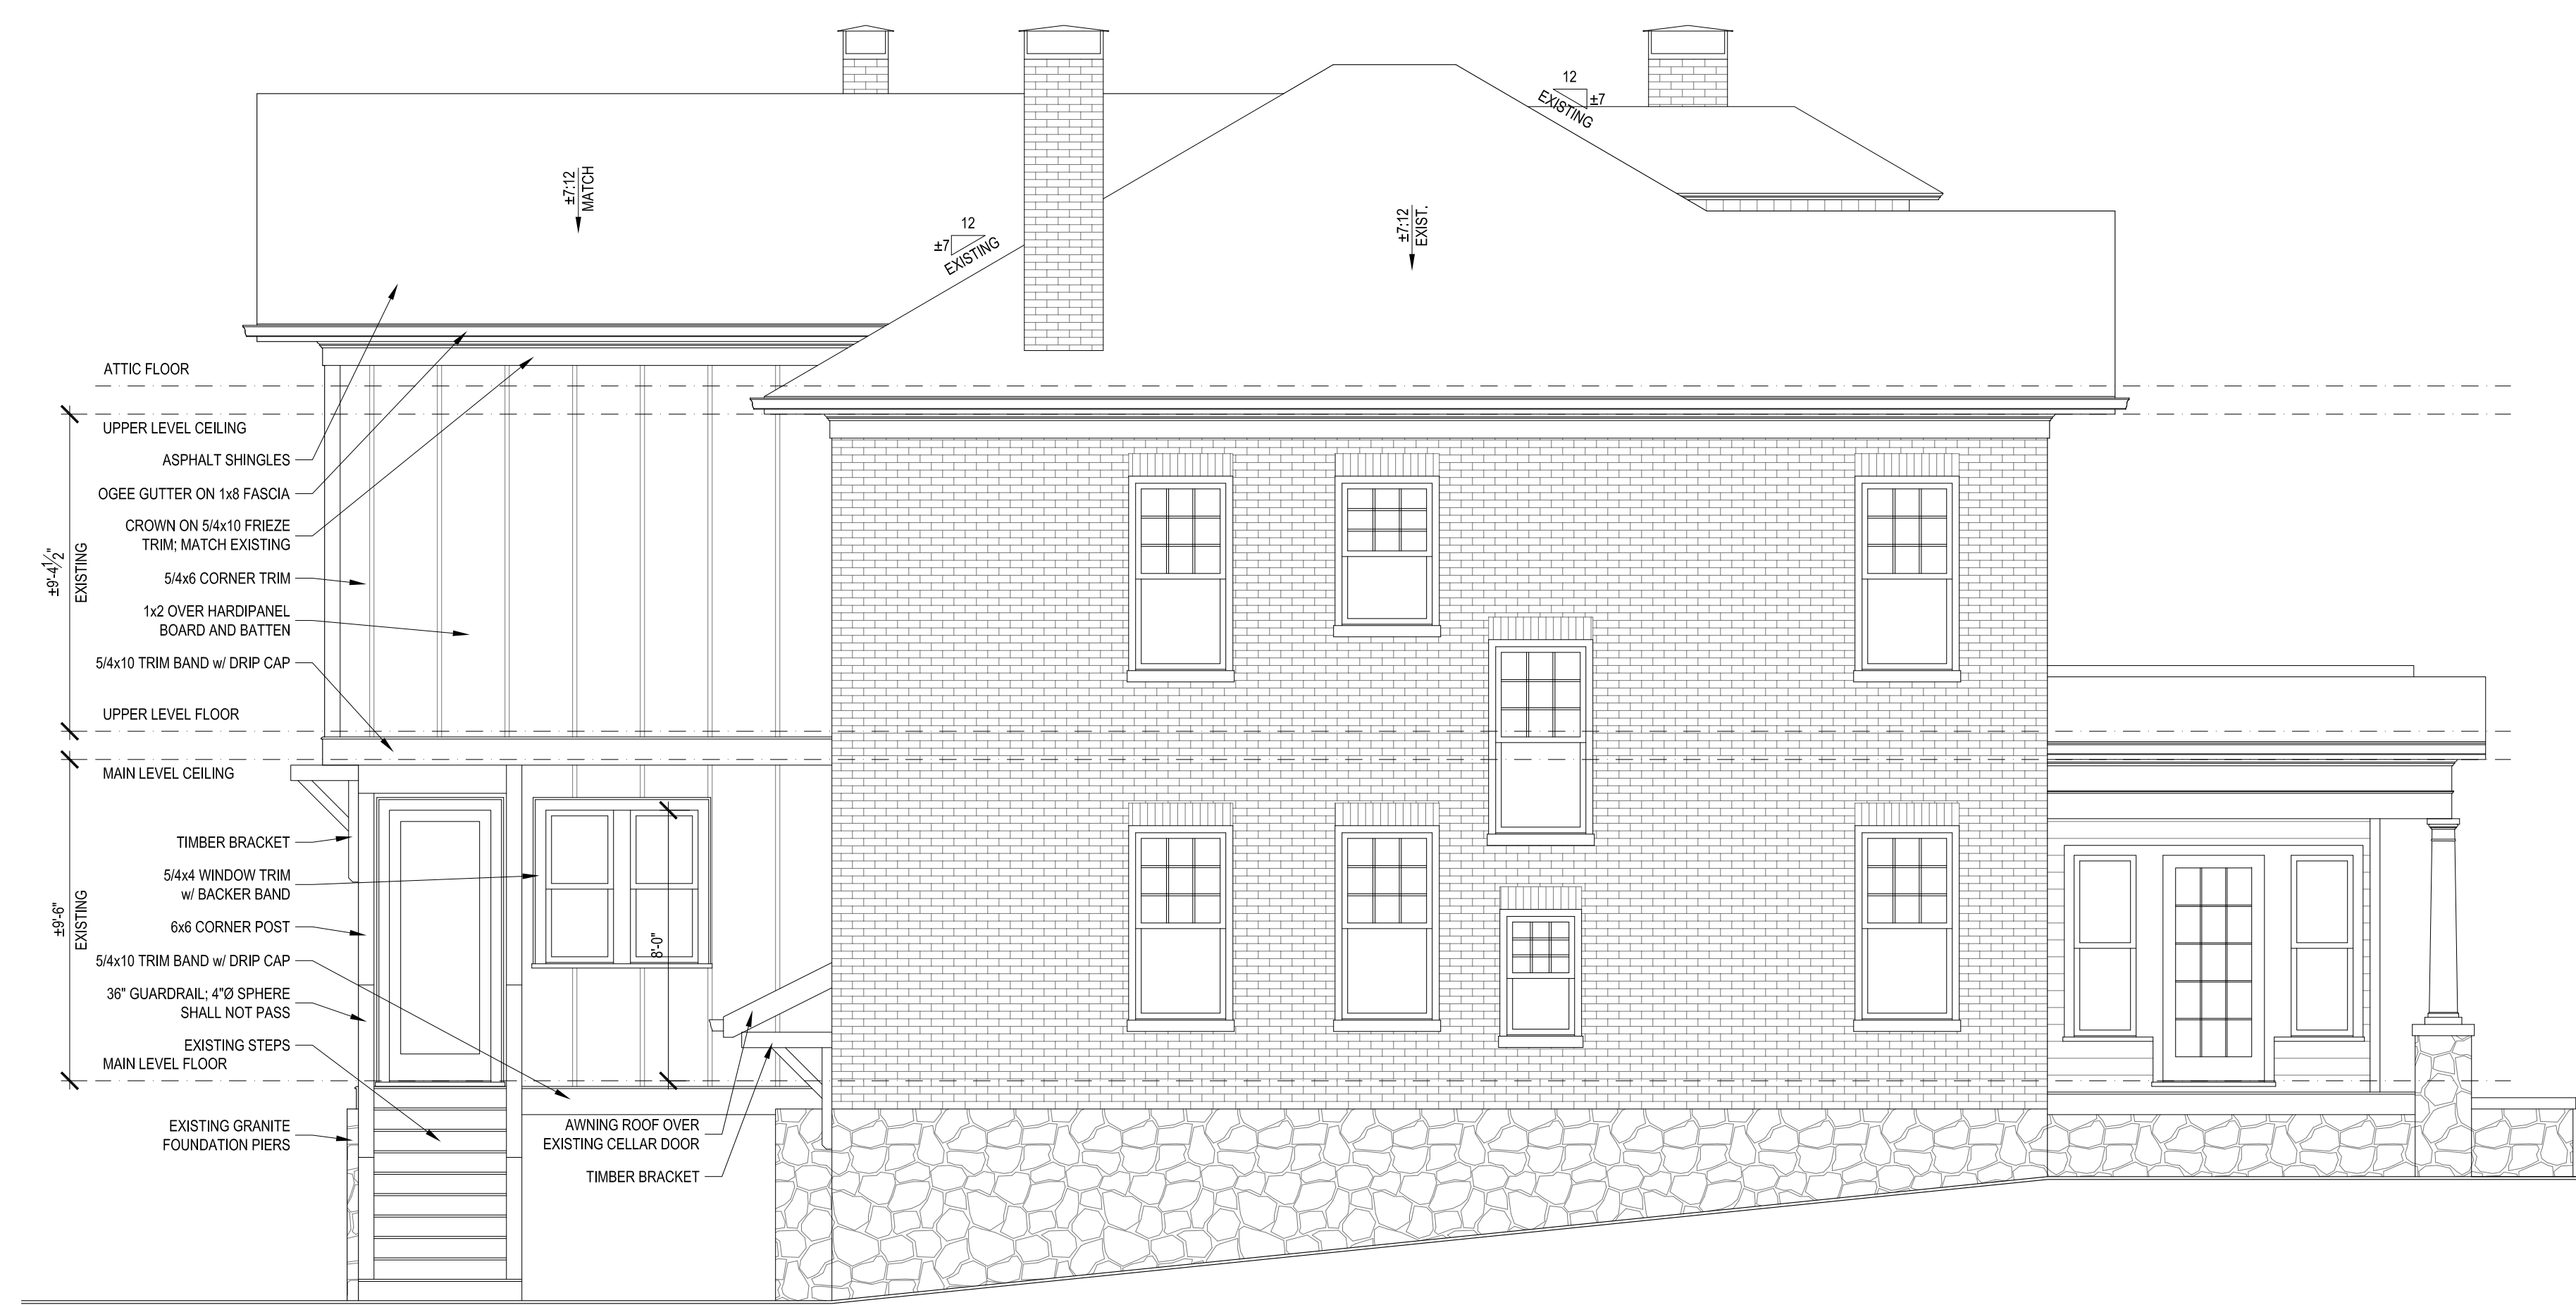 12
±7
EXISTING
±7:12
MATCH
12
±7
EXISTING
±7:12
EXIST.
ATTIC FLOOR
UPPER LEVEL CEILING
ASPHALT SHINGLES
OGEE GUTTER ON 1x8 FASCIA
CROWN ON 5/4x10 FRIEZE
TRIM; MATCH EXISTING
±9'-4½"
EXISTING
5/4x6 CORNER TRIM
1x2 OVER HARDIPANEL
BOARD AND BATTEN
5/4x10 TRIM BAND w/ DRIP CAP
UPPER LEVEL FLOOR
MAIN LEVEL CEILING
TIMBER BRACKET
5/4x4 WINDOW TRIM
w/ BACKER BAND
±9'-6"
EXISTING
6x6 CORNER POST
8'-0"
5/4x10 TRIM BAND w/ DRIP CAP
36" GUARDRAIL; 4"Ø SPHERE
SHALL NOT PASS
EXISTING STEPS
MAIN LEVEL FLOOR
EXISTING GRANITE
FOUNDATION PIERS
AWNING ROOF OVER
EXISTING CELLAR DOOR
TIMBER BRACKET